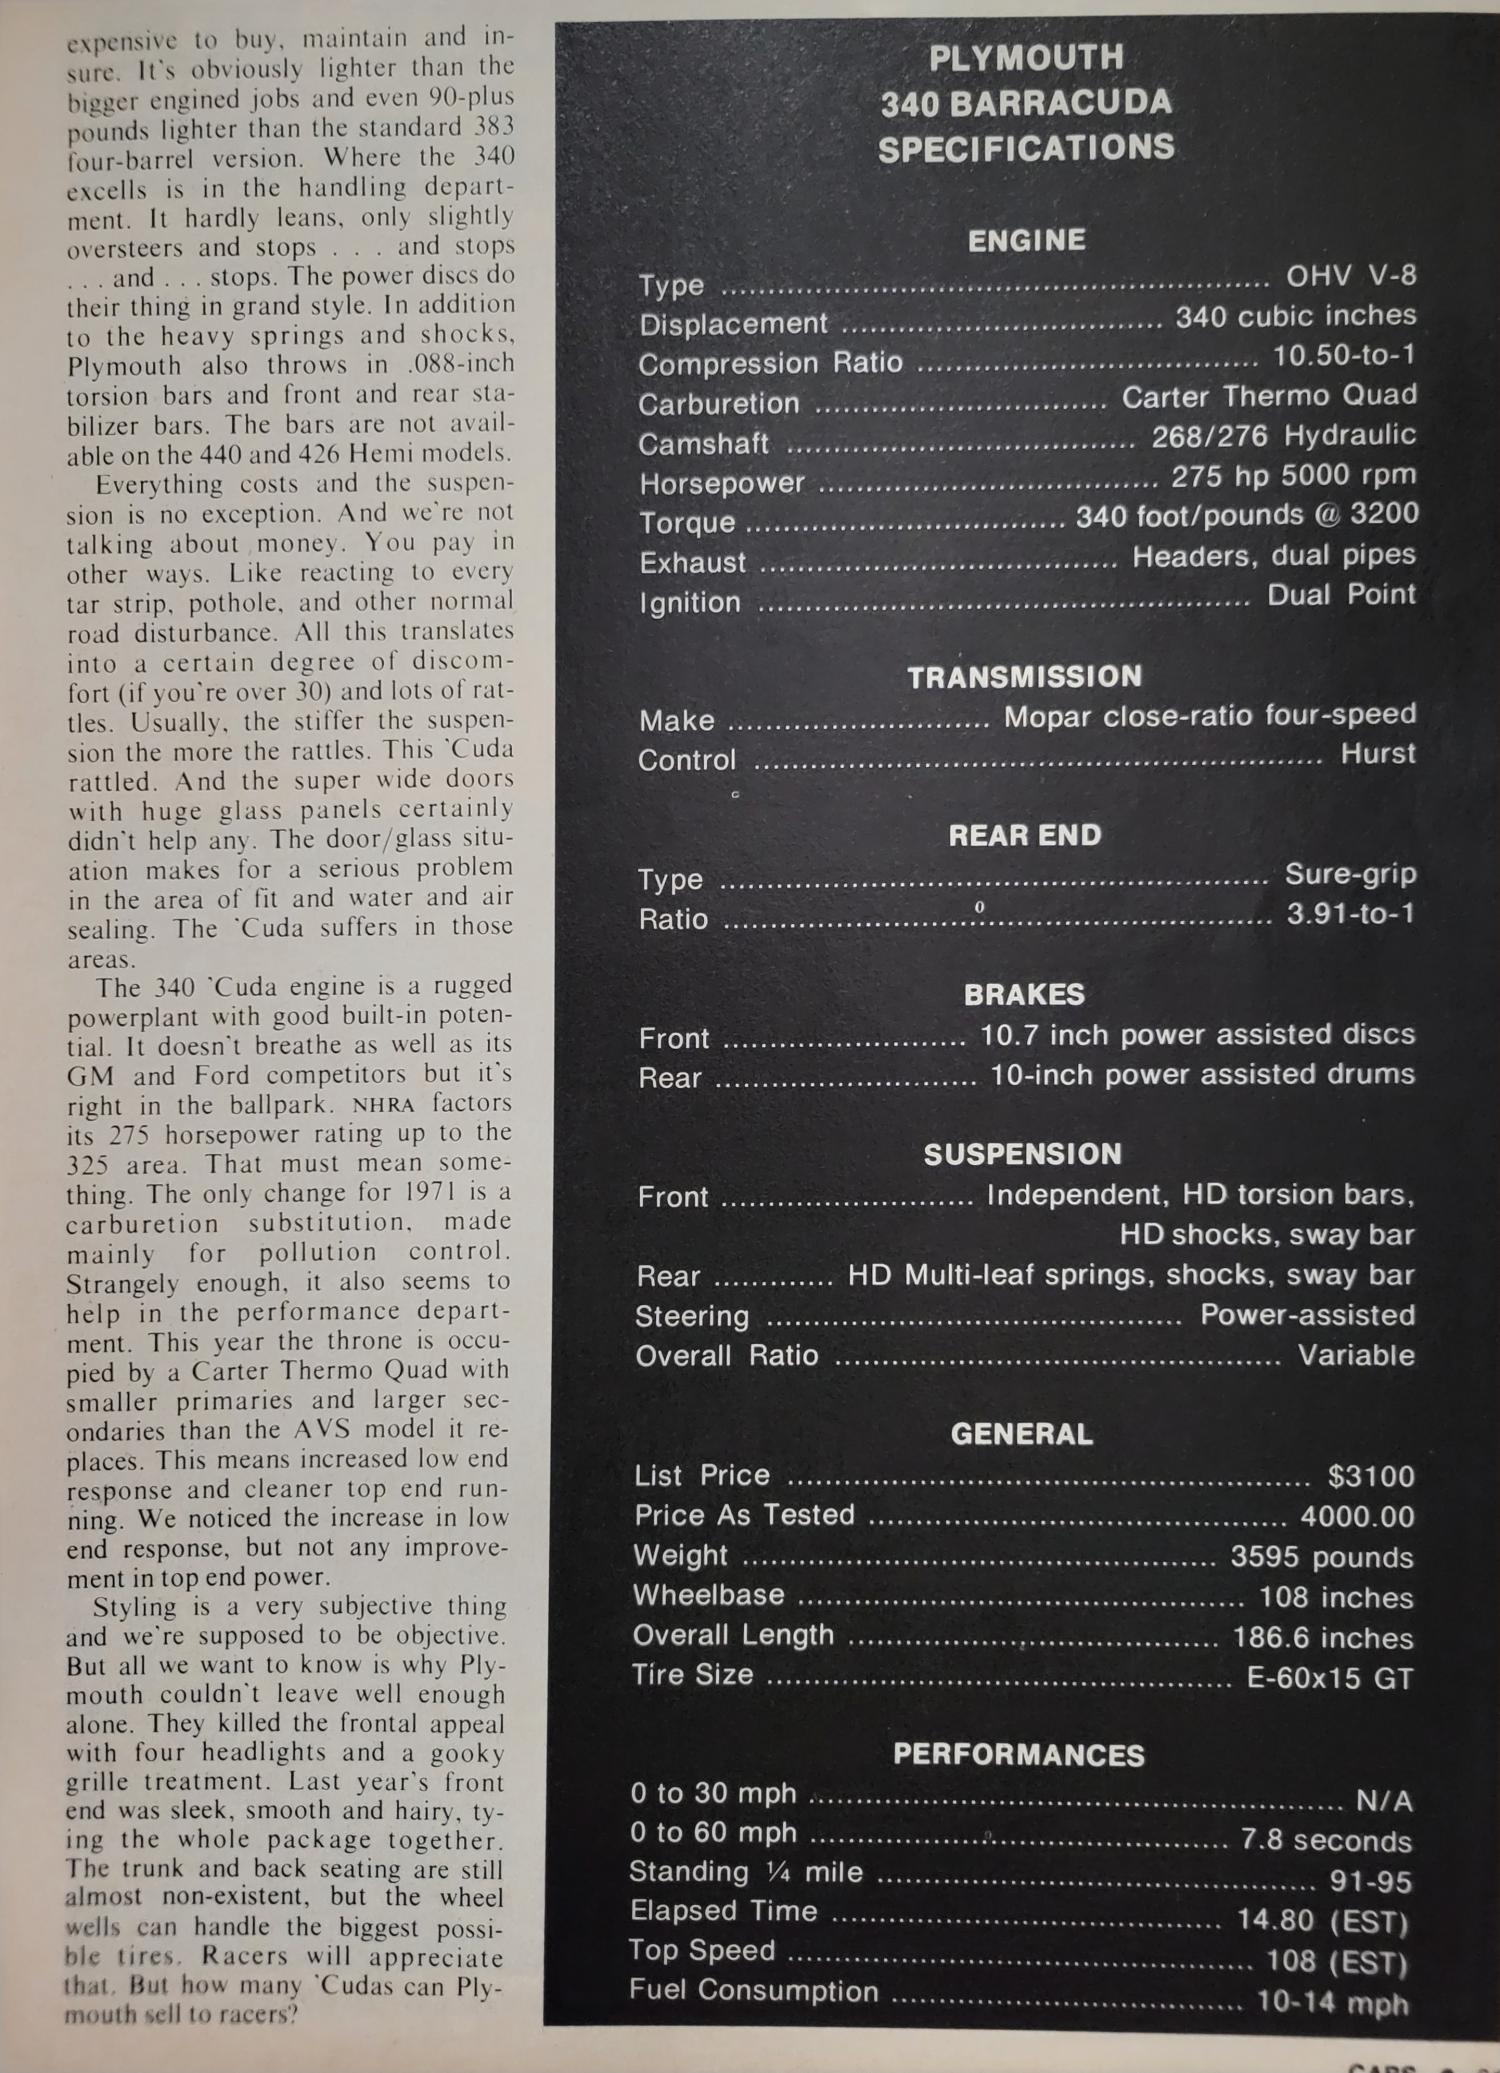 expensive to buy, maintain and in-
sure. It's obviously lighter than the
bigger engined jobs and even 90-plus
pounds lighter than the standard 383
four-barrel version. Where the 340
excells is in the handling depart-
ment. It hardly leans, only slightly
oversteers and stops . . . and stops
. . . and . . . stops. The power discs do
their thing in grand style. In addition
to the heavy springs and shocks,
Plymouth also throws in .088-inch
torsion bars and front and rear sta-
bilizer bars. The bars are not avail-
able on the 440 and 426 Hemi models.
Everything costs and the suspen-
sion is no exception. And we're not
talking about money. You pay in
other ways. Like reacting to every
tar strip, pothole, and other normal
road disturbance. All this translates
into a certain degree of discom-
fort (if you're over 30) and lots of rat-
tles. Usually, the stiffer the suspen-
sion the more the rattles. This 'Cuda
rattled. And the super wide doors
with huge glass panels certainly
didn't help any. The door/glass situ-
ation makes for a serious problem
in the area of fit and water and air
sealing. The 'Cuda suffers in those
areas.
The 340 'Cuda engine is a rugged
powerplant with good built-in poten-
tial. It doesn't breathe as well as its
GM and Ford competitors but it's
right in the ballpark. NHRA factors
its 275 horsepower rating up to the
325 area. That must mean some-
thing. The only change for 1971 is a
carburetion substitution, made
mainly for pollution control.
Strangely enough, it also seems to
help in the performance depart-
ment. This year the throne is occu-
pied by a Carter Thermo Quad with
smaller primaries and larger sec-
ondaries than the AVS model it re-
places. This means increased low end
response and cleaner top end run-
ning. We noticed the increase in low
end response, but not any improve-
ment in top end power.
Styling is a very subjective thing
and we're supposed to be objective.
But all we want to know is why Ply-
mouth couldn't leave well enough
alone. They killed the frontal appeal
with four headlights and a gooky
grille treatment. Last year's front
end was sleek, smooth and hairy, ty-
ing the whole package together.
The trunk and back seating are still
almost non-existent, but the wheel
wells can handle the biggest possi-
ble tires. Racers will appreciate
that. But how many 'Cudas can Ply-
mouth sell to racers?
PLYMOUTH
340 BARRACUDA
SPECIFICATIONS
ENGINE
Type ........ OHV V-8
Displacement ........ 340 cubic inches
Compression Ratio ........ 10.50-to-1
Carburetion ........ Carter Thermo Quad
Camshaft ........ 268/276 Hydraulic
Horsepower ........ 275 hp 5000 rpm
Torque ........ 340 foot/pounds @ 3200
Exhaust ........ Headers, dual pipes
Ignition ........ Dual Point
TRANSMISSION
Make ........ Mopar close-ratio four-speed
Control ........ Hurst
REAR END
Type ........ Sure-grip
Ratio ........ 3.91-to-1
BRAKES
Front ........ 10.7 inch power assisted discs
Rear ........ 10-inch power assisted drums
SUSPENSION
Front ........ Independent, HD torsion bars,
HD shocks, sway bar
Rear ........ HD Multi-leaf springs, shocks, sway bar
Steering ........ Power-assisted
Overall Ratio ........ Variable
GENERAL
List Price ........ $3100
Price As Tested ........ 4000.00
Weight ........ 3595 pounds
Wheelbase ........ 108 inches
Overall Length ........ 186.6 inches
Tire Size ........ E-60x15 GT
PERFORMANCES
0 to 30 mph ........ N/A
0 to 60 mph ........ 7.8 seconds
Standing ¼ mile ........ 91-95
Elapsed Time ........ 14.80 (EST)
Top Speed ........ 108 (EST)
Fuel Consumption ........ 10-14 mph
CARS